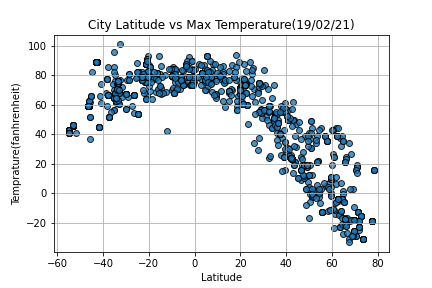 City Latitude vs Max Temperature(19/02/21)
100
80
60
40
20
0
−20
Temprature(fanhrenheit)
−60 −40 −20 0 20 40 60 80
Latitude